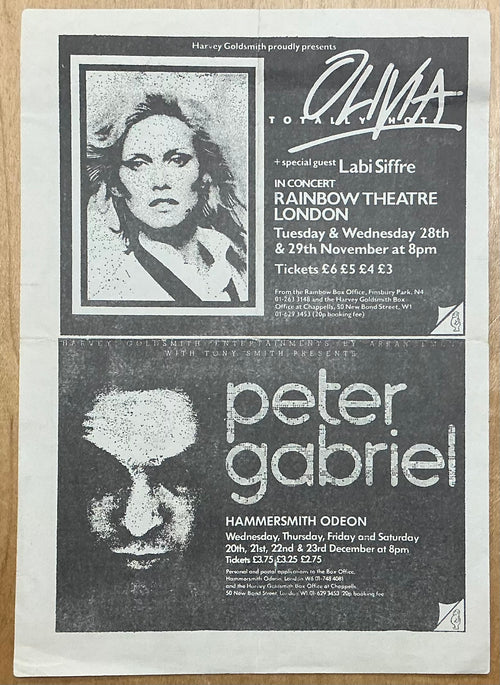 Harvey Goldsmith proudly presents
OLIVIA
TOTALLY HOT
+ special guest Labi Siffre
IN CONCERT
RAINBOW THEATRE
LONDON
Tuesday & Wednesday 28th
& 29th November at 8pm
Tickets £6 £5 £4 £3
From the Rainbow Box Office, Finsbury Park, N4
01-263 3148 and the Harvey Goldsmith Box
Office at Chappells, 50 New Bond Street, W1
01-629 3453 (20p booking fee)
HARVEY GOLDSMITH ENTERTAINMENTS BY ARRAN
WITH TONY SMITH PRESENTS
peter
gabriel
HAMMERSMITH ODEON
Wednesday, Thursday, Friday and Saturday
20th, 21st, 22nd & 23rd December at 8pm
Tickets £3.75, £3.25 £2.75
Personal and postal applications to the Box Office,
Hammersmith Odeon, London W6 01-748 4081
and the Harvey Goldsmith Box Office at Chappells
50 New Bond Street, London W1 01-629 3453 20p booking fee